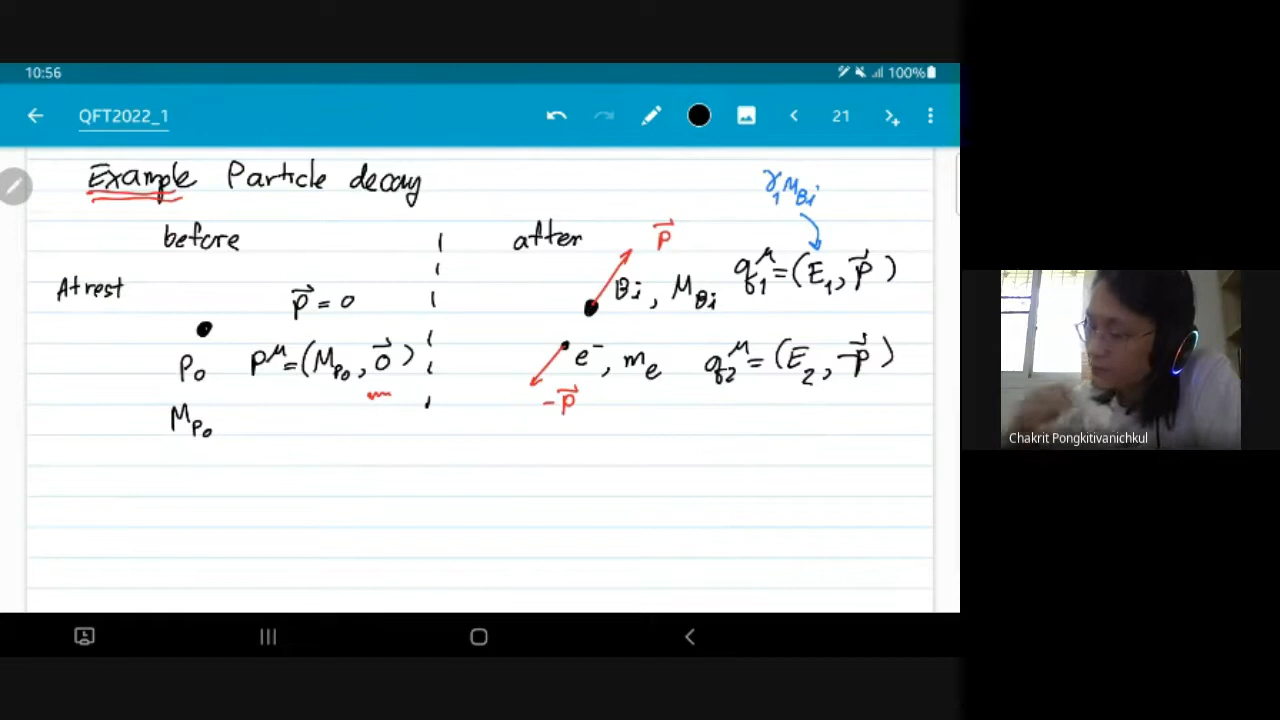 10:56
100%
QFT2022_1
21
Example Particle decay
γ₁M_Bi
before
after
p⃗
At rest
p⃗ = 0
Bi, M_Bi
q₁^μ = (E₁, p⃗)
Po
p^μ = (M_Po, 0⃗)
e⁻, m_e
q₂^μ = (E₂, -p⃗)
-p⃗
M_Po
Chakrit Pongkitivanichkul